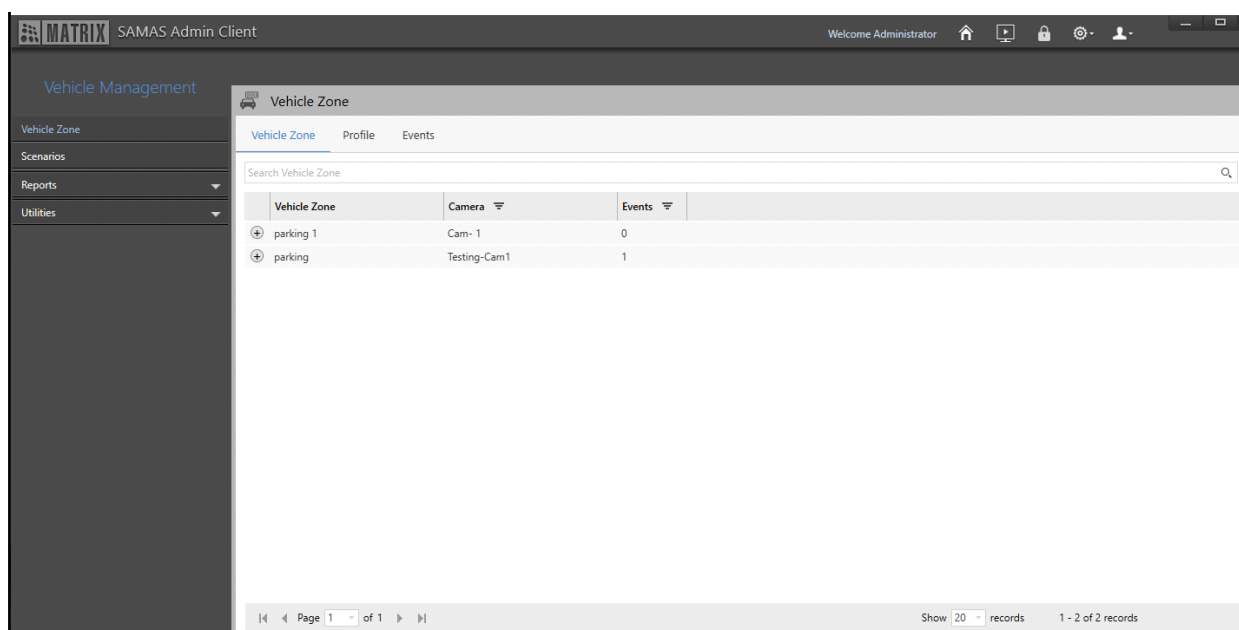 MATRIX SAMAS Admin Client
Welcome Administrator
Vehicle Management
Vehicle Zone
Scenarios
Reports
Utilities
Vehicle Zone
Vehicle Zone Profile Events
Search Vehicle Zone
Vehicle Zone Camera Events
parking 1 Cam- 1 0
parking Testing-Cam1 1
Page 1 of 1 Show 20 records 1 - 2 of 2 records